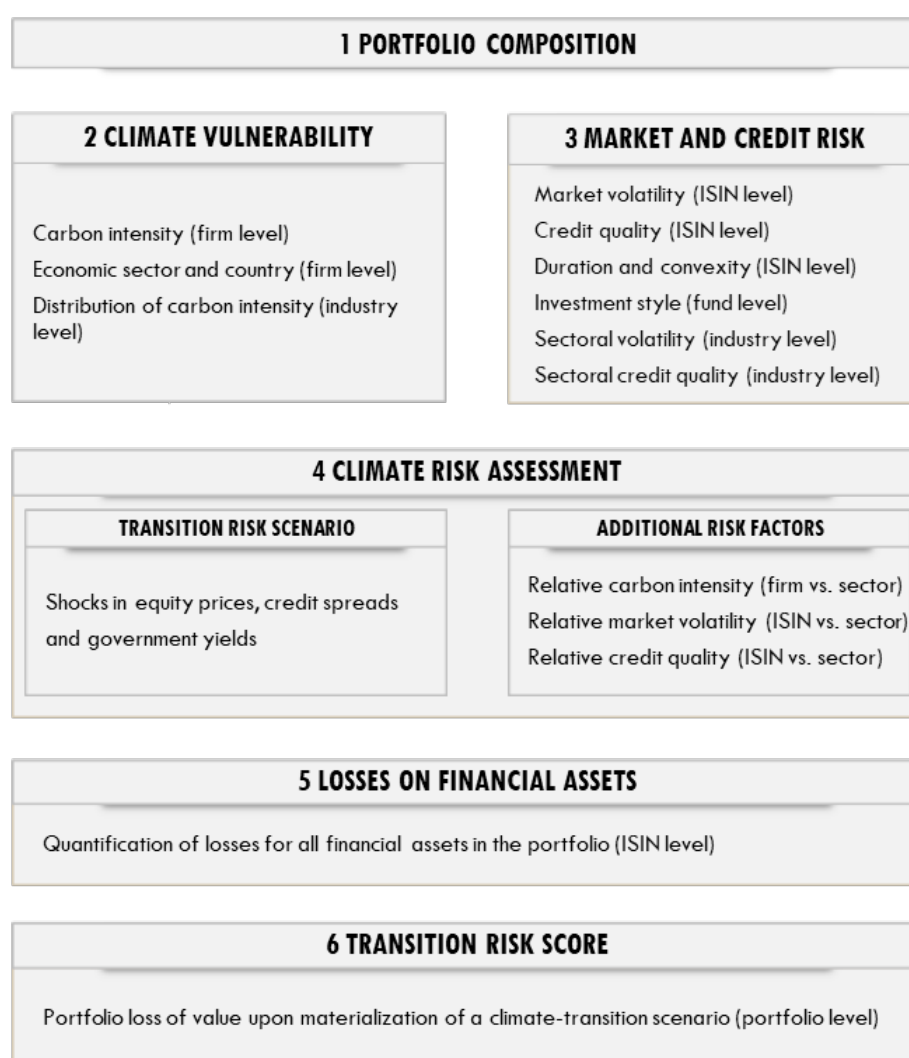 1 PORTFOLIO COMPOSITION
2 CLIMATE VULNERABILITY
Carbon intensity (firm level)
Economic sector and country (firm level)
Distribution of carbon intensity (industry
level)
3 MARKET AND CREDIT RISK
Market volatility (ISIN level)
Credit quality (ISIN level)
Duration and convexity (ISIN level)
Investment style (fund level)
Sectoral volatility (industry level)
Sectoral credit quality (industry level)
4 CLIMATE RISK ASSESSMENT
TRANSITION RISK SCENARIO
Shocks in equity prices, credit spreads
and government yields
ADDITIONAL RISK FACTORS
Relative carbon intensity (firm vs. sector)
Relative market volatility (ISIN vs. sector)
Relative credit quality (ISIN vs. sector)
5 LOSSES ON FINANCIAL ASSETS
Quantification of losses for all financial assets in the portfolio (ISIN level)
6 TRANSITION RISK SCORE
Portfolio loss of value upon materialization of a climate-transition scenario (portfolio level)